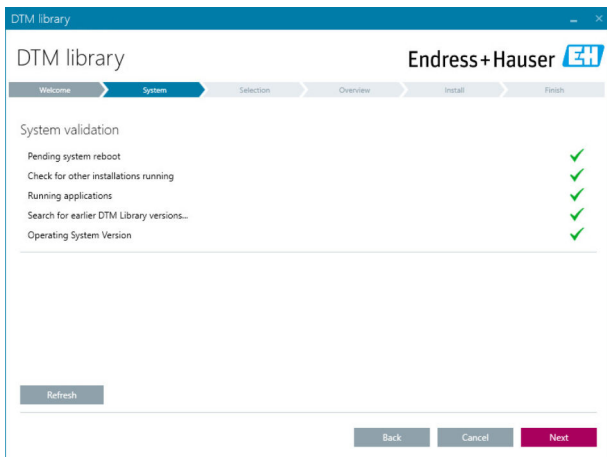 DTM library
DTM library
Endress+Hauser EH
Welcome System Selection Overview Install Finish
System validation
Pending system reboot
Check for other installations running
Running applications
Search for earlier DTM Library versions...
Operating System Version
Refresh
Back Cancel Next